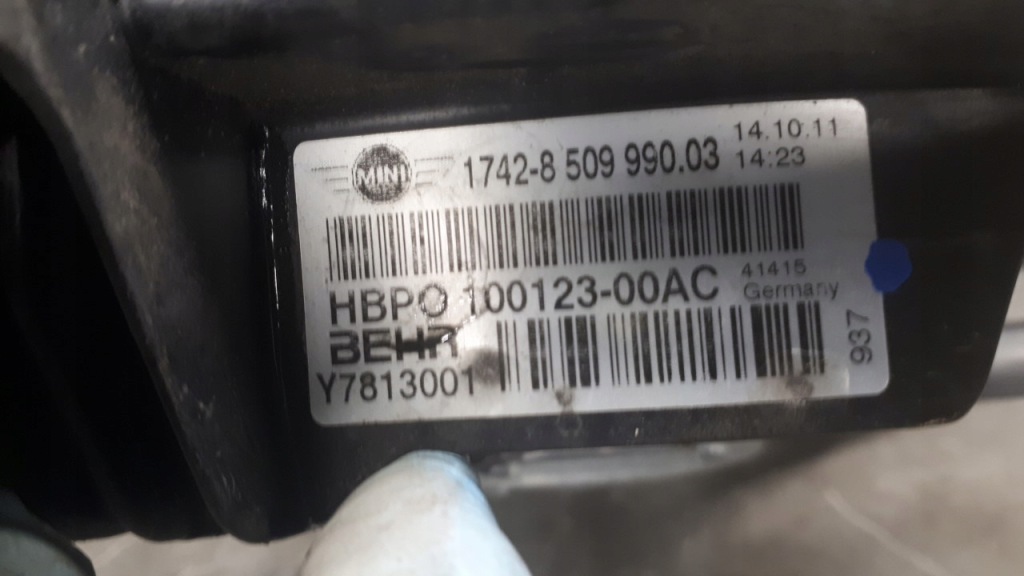 MINI 1742-8 509 990.03 14.10.11
14:23
HBPO 100123-00AC 41415
Germany
BEHR
Y7813001
937